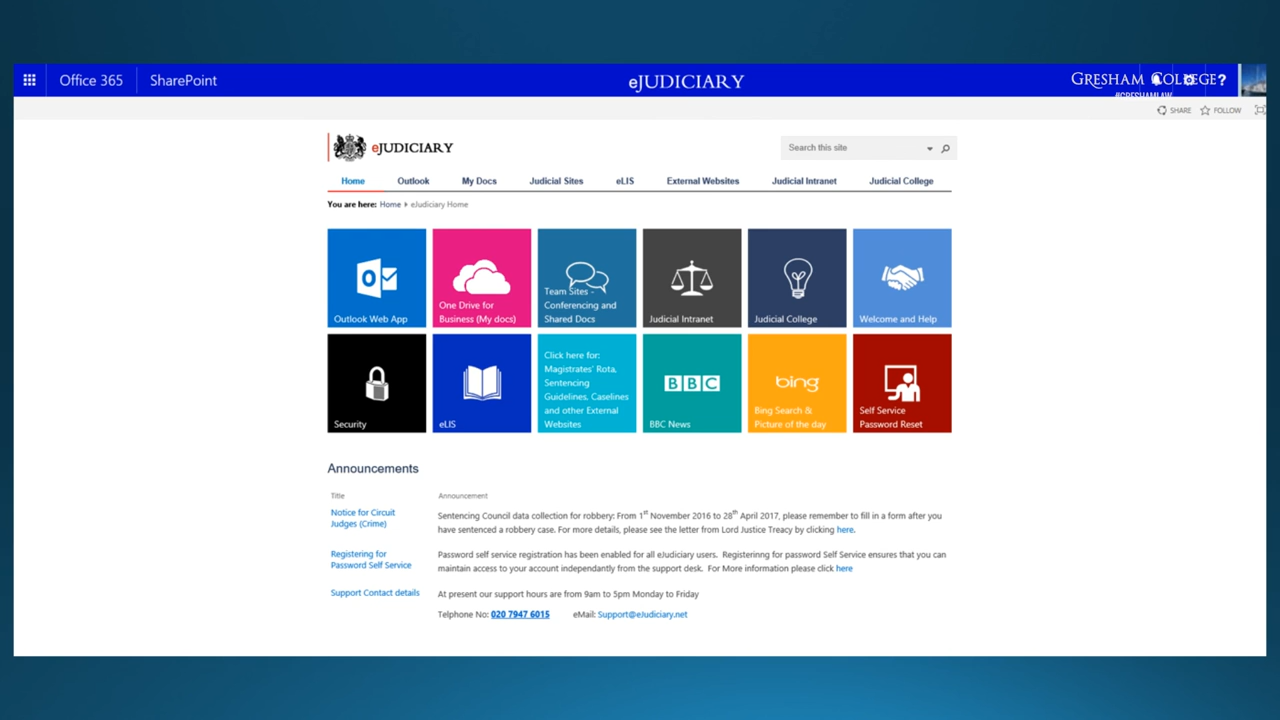 Office 365 SharePoint eJUDICIARY GRESHAM COLLEGE ?
#GRESHAMLAW
SHARE FOLLOW
eJUDICIARY Search this site
Home Outlook My Docs Judicial Sites eLIS External Websites Judicial Intranet Judicial College
You are here: Home eJudiciary Home
Outlook Web App
One Drive for
Business (My docs)
Team Sites -
Conferencing and
Shared Docs
Judicial Intranet
Judicial College
Welcome and Help
Security
eLIS
Click here for:
Magistrates' Rota,
Sentencing
Guidelines, Caselines
and other External
Websites
BBC
BBC News
bing
Bing Search &
Picture of the day
Self Service
Password Reset
Announcements
Title Announcement
Notice for Circuit
Judges (Crime)
Sentencing Council data collection for robbery: From 1st November 2016 to 28th April 2017, please remember to fill in a form after you
have sentenced a robbery case. For more details, please see the letter from Lord Justice Treacy by clicking here.
Registering for
Password Self Service
Password self service registration has been enabled for all eJudiciary users. Registerinng for password Self Service ensures that you can
maintain access to your account independantly from the support desk. For More information please click here
Support Contact details
At present our support hours are from 9am to 5pm Monday to Friday
Telphone No: 020 7947 6015 eMail: Support@eJudiciary.net